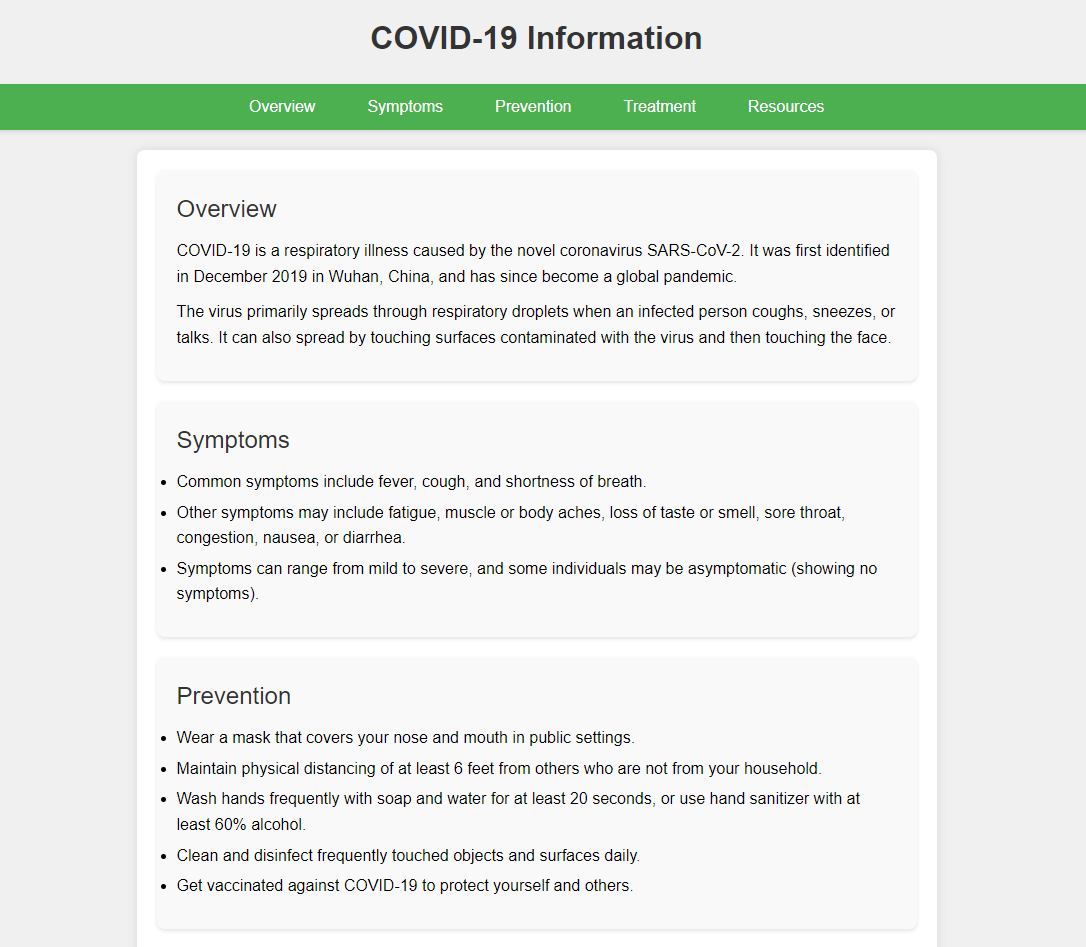 COVID-19 Information
Overview Symptoms Prevention Treatment Resources
Overview
COVID-19 is a respiratory illness caused by the novel coronavirus SARS-CoV-2. It was first identified
in December 2019 in Wuhan, China, and has since become a global pandemic.
The virus primarily spreads through respiratory droplets when an infected person coughs, sneezes, or
talks. It can also spread by touching surfaces contaminated with the virus and then touching the face.
Symptoms
• Common symptoms include fever, cough, and shortness of breath.
• Other symptoms may include fatigue, muscle or body aches, loss of taste or smell, sore throat,
congestion, nausea, or diarrhea.
• Symptoms can range from mild to severe, and some individuals may be asymptomatic (showing no
symptoms).
Prevention
• Wear a mask that covers your nose and mouth in public settings.
• Maintain physical distancing of at least 6 feet from others who are not from your household.
• Wash hands frequently with soap and water for at least 20 seconds, or use hand sanitizer with at
least 60% alcohol.
• Clean and disinfect frequently touched objects and surfaces daily.
• Get vaccinated against COVID-19 to protect yourself and others.